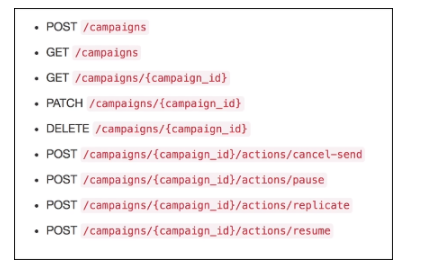 • POST /campaigns
• GET /campaigns
• GET /campaigns/{campaign_id}
• PATCH /campaigns/{campaign_id}
• DELETE /campaigns/{campaign_id}
• POST /campaigns/{campaign_id}/actions/cancel-send
• POST /campaigns/{campaign_id}/actions/pause
• POST /campaigns/{campaign_id}/actions/replicate
• POST /campaigns/{campaign_id}/actions/resume